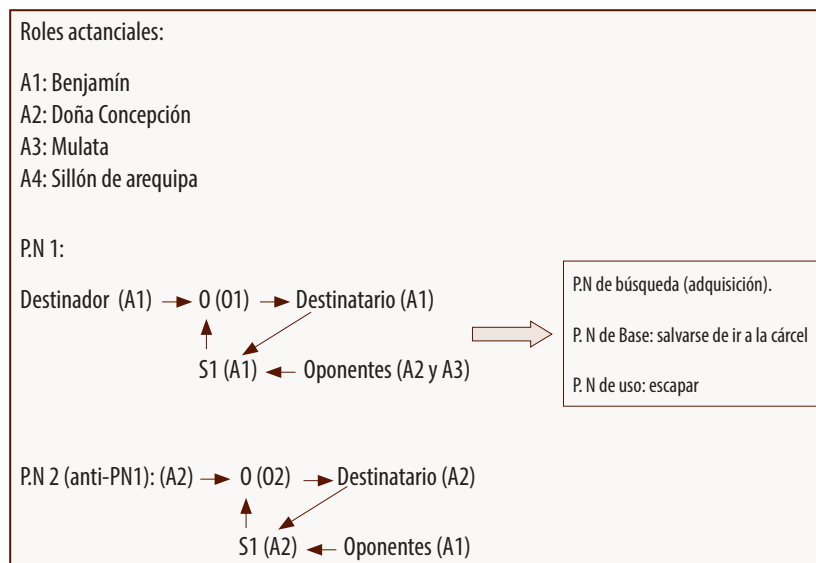 Roles actanciales:
A1: Benjamín
A2: Doña Concepción
A3: Mulata
A4: Sillón de arequipa
P.N 1:
Destinador (A1) O (O1) Destinatario (A1)
S1 (A1) Oponentes (A2 y A3)
P.N de búsqueda (adquisición).
P. N de Base: salvarse de ir a la cárcel
P. N de uso: escapar
P.N 2 (anti-PN1): (A2) O (O2) Destinatario (A2)
S1 (A2) Oponentes (A1)